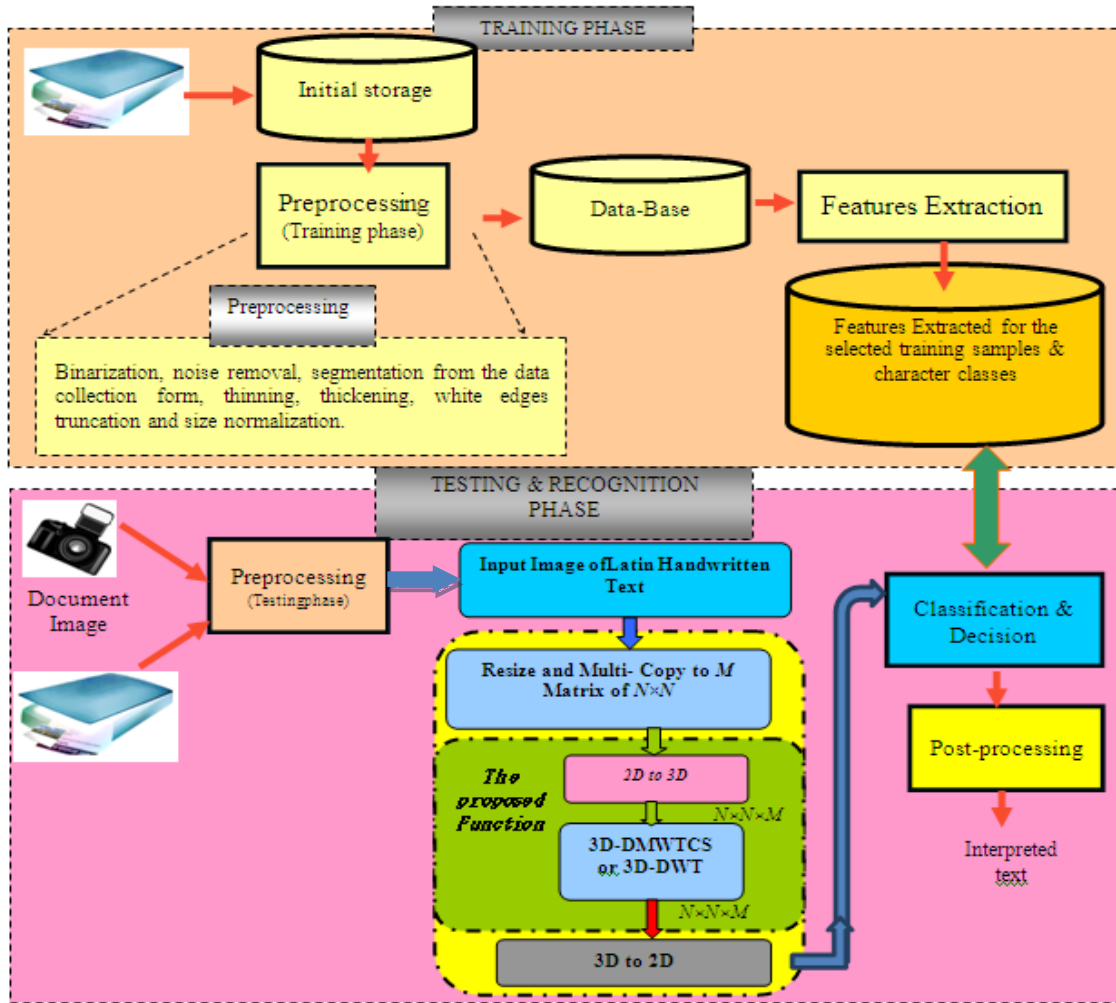 TRAINING PHASE
Initial storage
Preprocessing
(Training phase)
Data-Base
Features Extraction
Preprocessing
Binarization, noise removal, segmentation from the data
collection form, thinning, thickening, white edges
truncation and size normalization.
Features Extracted for the
selected training samples &
character classes
TESTING & RECOGNITION
PHASE
Document
Image
Preprocessing
(Testingphase)
Input Image ofLatin Handwritten
Text
Resize and Multi- Copy to M
Matrix of N×N
The
proposed
Function
2D to 3D
N×N×M
3D-DMWTCS
or 3D-DWT
N×N×M
3D to 2D
Classification &
Decision
Post-processing
Interpreted
text